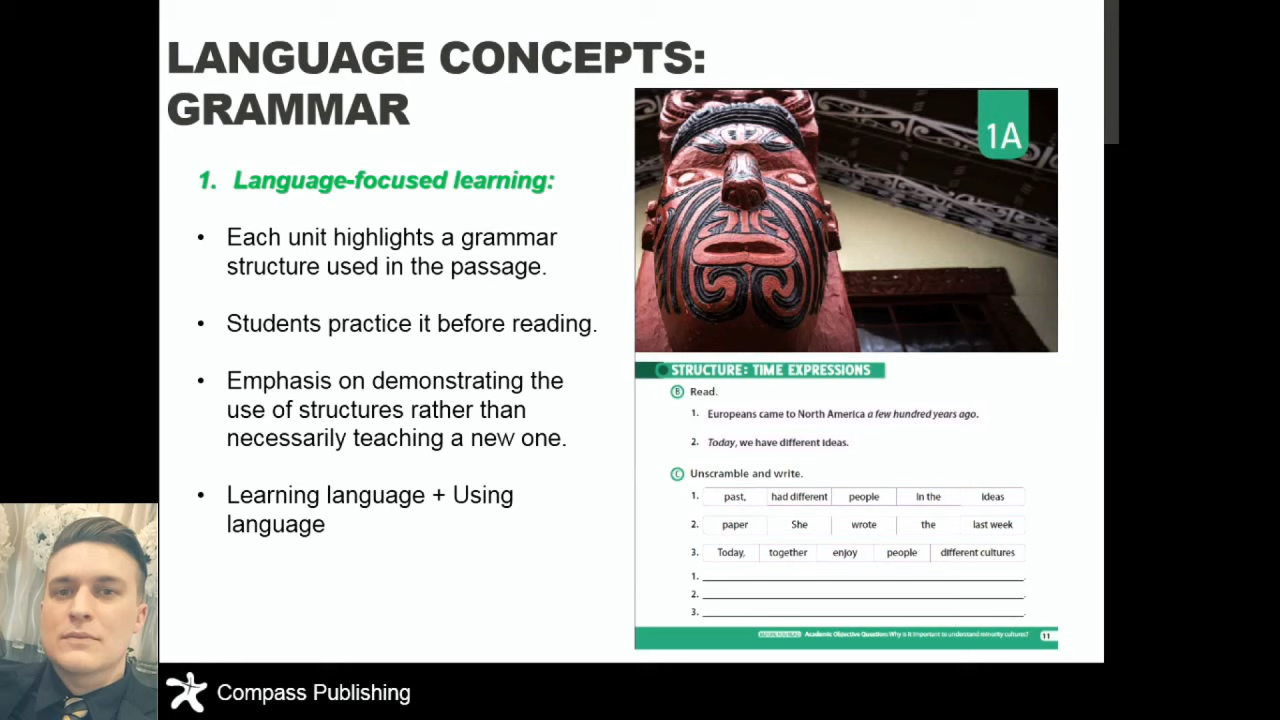 LANGUAGE CONCEPTS:
GRAMMAR
1. Language-focused learning:
• Each unit highlights a grammar
structure used in the passage.
• Students practice it before reading.
• Emphasis on demonstrating the
use of structures rather than
necessarily teaching a new one.
• Learning language + Using
language
1A
STRUCTURE: TIME EXPRESSIONS
B Read.
1. Europeans came to North America a few hundred years ago.
2. Today, we have different ideas.
C Unscramble and write.
1. past, had different people In the ideas
2. paper She wrote the last week
3. Today, together enjoy people different cultures
1.
2.
3.
BEFORE YOU READ Academic Objective Question: Why is it important to understand minority cultures? 11
Compass Publishing